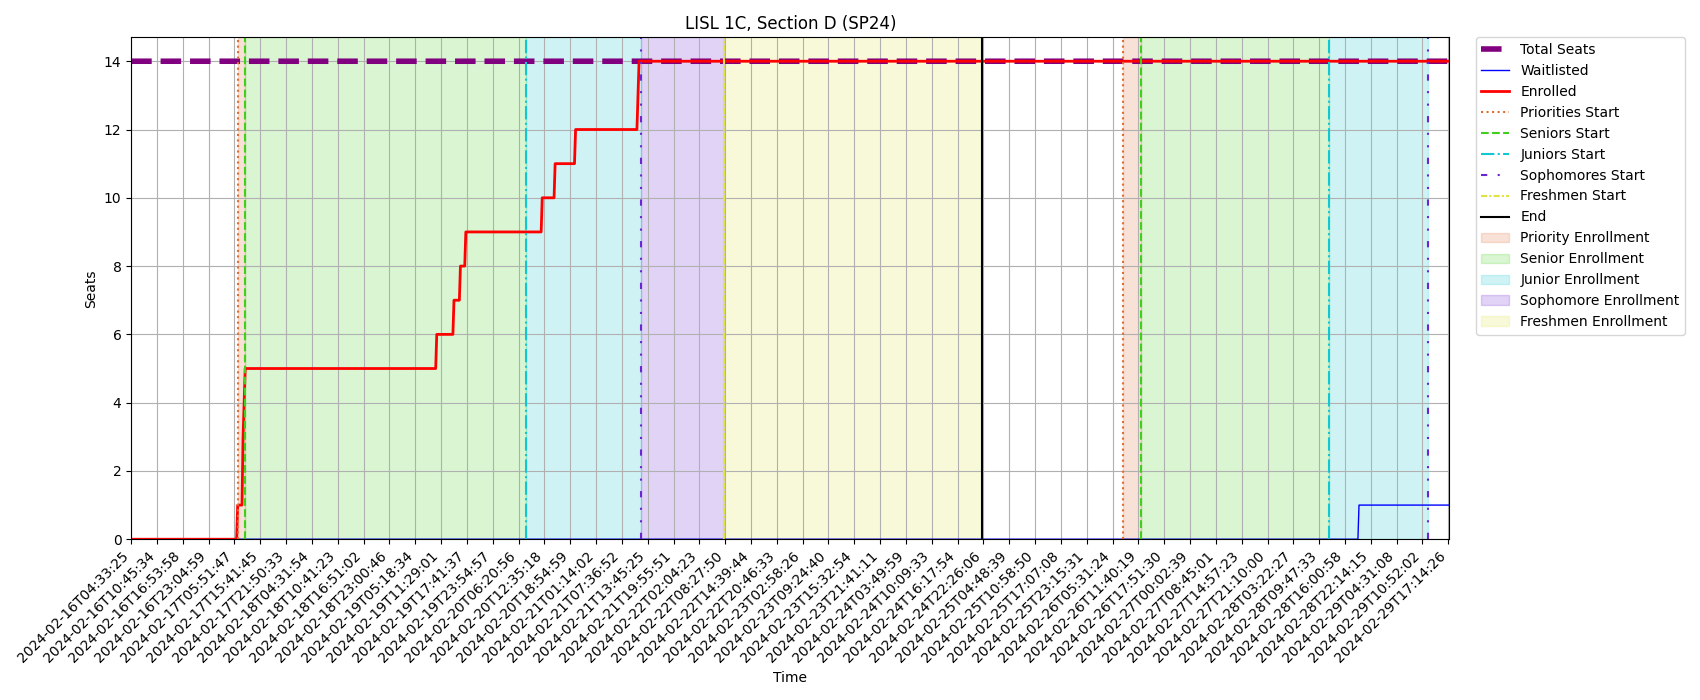 LISL 1C, Section D (SP24)
Seats
14
12
10
8
6
4
2
0
Total Seats
Waitlisted
Enrolled
Priorities Start
Seniors Start
Juniors Start
Sophomores Start
Freshmen Start
End
Priority Enrollment
Senior Enrollment
Junior Enrollment
Sophomore Enrollment
Freshmen Enrollment
2024-02-16T04:33:25
2024-02-16T10:45:34
2024-02-16T16:53:58
2024-02-16T23:04:59
2024-02-17T05:51:47
2024-02-17T15:41:45
2024-02-17T21:50:33
2024-02-18T04:31:54
2024-02-18T10:41:23
2024-02-18T16:51:02
2024-02-18T23:00:46
2024-02-19T05:18:34
2024-02-19T11:29:01
2024-02-19T17:41:37
2024-02-19T23:54:57
2024-02-20T06:20:56
2024-02-20T12:35:18
2024-02-20T18:54:59
2024-02-21T01:14:02
2024-02-21T07:36:52
2024-02-21T13:45:25
2024-02-21T19:55:51
2024-02-22T02:04:23
2024-02-22T08:27:50
2024-02-22T14:39:44
2024-02-22T20:46:33
2024-02-23T02:58:26
2024-02-23T09:24:40
2024-02-23T15:32:54
2024-02-23T21:41:11
2024-02-24T03:49:59
2024-02-24T10:09:33
2024-02-24T16:17:54
2024-02-24T22:26:06
2024-02-25T04:48:39
2024-02-25T10:58:50
2024-02-25T17:07:08
2024-02-25T23:15:31
2024-02-26T05:31:24
2024-02-26T11:40:19
2024-02-26T17:51:30
2024-02-27T00:02:39
2024-02-27T08:45:01
2024-02-27T14:57:23
2024-02-27T21:10:00
2024-02-28T03:22:27
2024-02-28T09:47:33
2024-02-28T16:00:58
2024-02-28T22:14:15
2024-02-29T04:31:08
2024-02-29T10:52:02
2024-02-29T17:14:26
Time